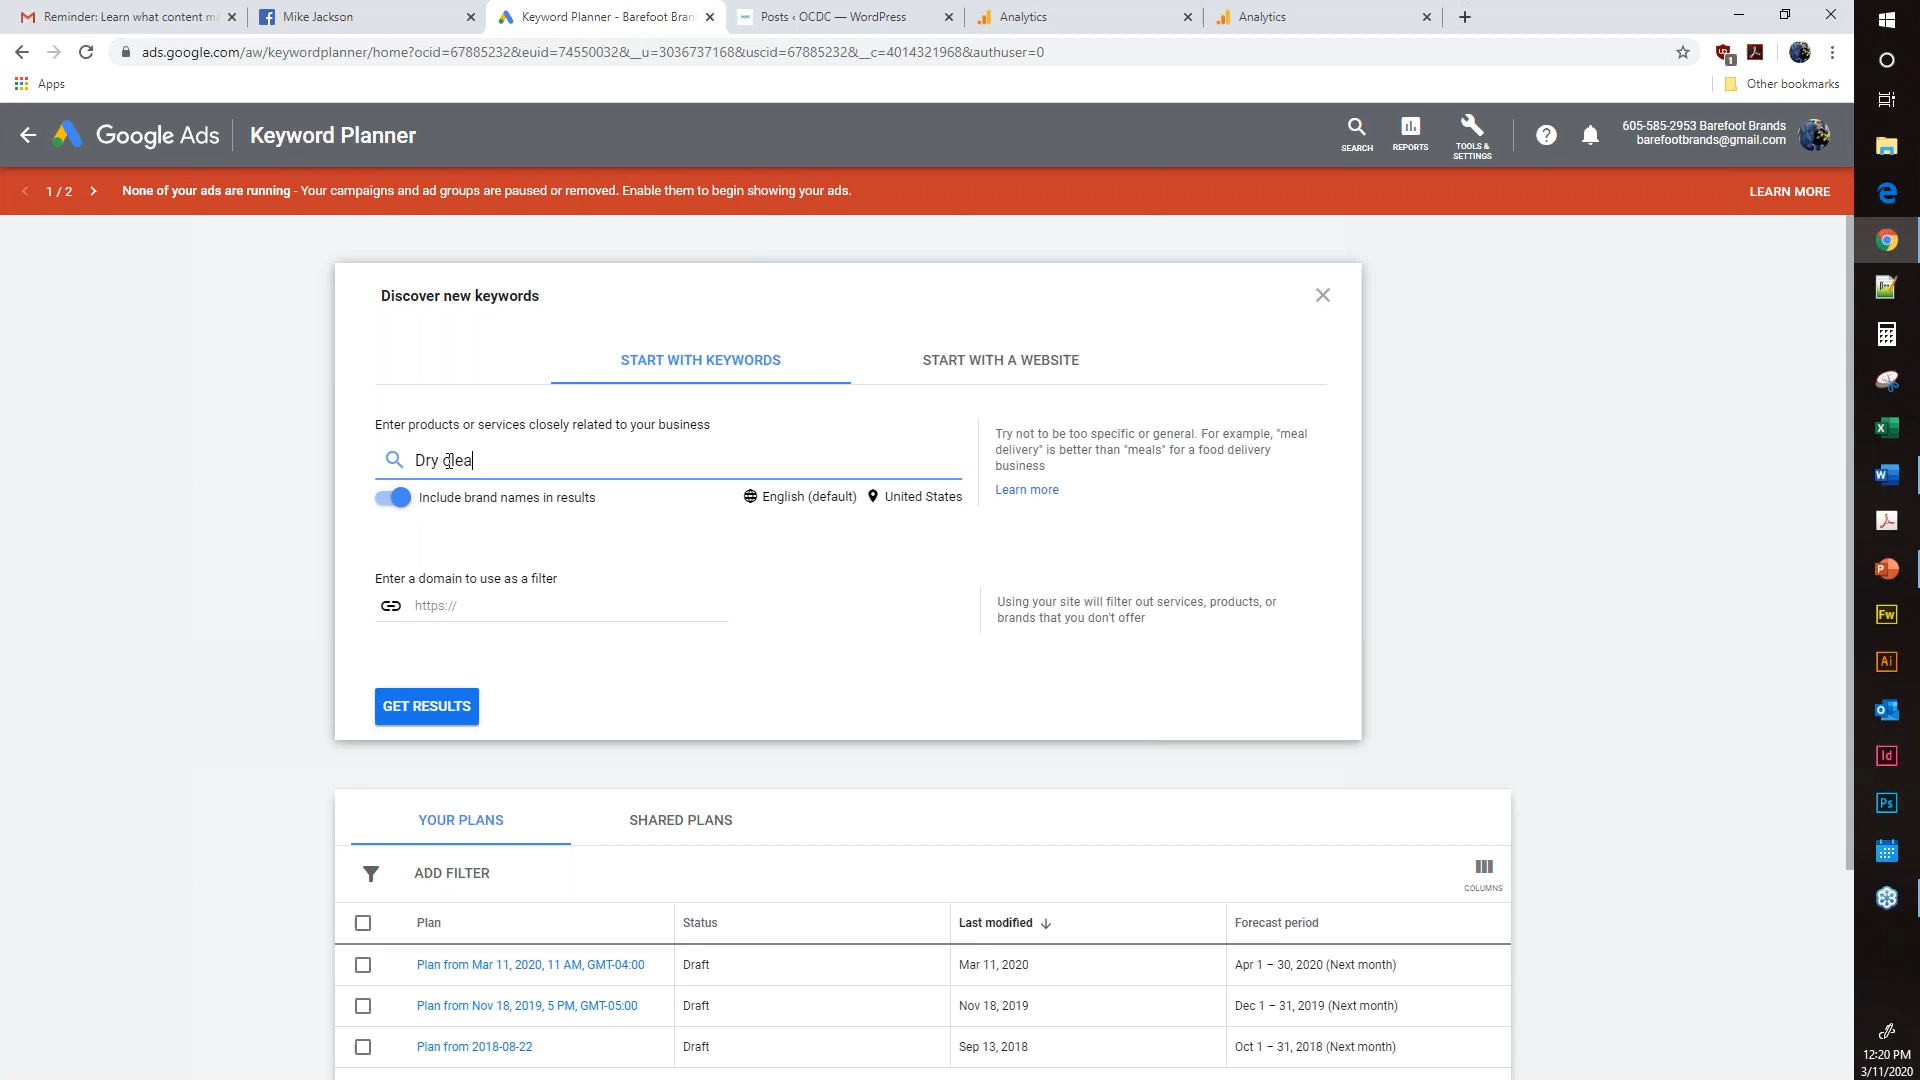 Reminder: Learn what content ma
Mike Jackson
Keyword Planner - Barefoot Bran
Posts ‹ OCDC — WordPress
Analytics
Analytics
ads.google.com/aw/keywordplanner/home?ocid=67885232&euid=74550032&__u=3036737168&uscid=67885232&__c=4014321968&authuser=0
1
Apps
Other bookmarks
Google Ads
Keyword Planner
SEARCH
REPORTS
TOOLS &
SETTINGS
605-585-2953 Barefoot Brands
barefootbrands@gmail.com
1 / 2
None of your ads are running - Your campaigns and ad groups are paused or removed. Enable them to begin showing your ads.
LEARN MORE
Discover new keywords
START WITH KEYWORDS
START WITH A WEBSITE
Enter products or services closely related to your business
Dry clea
Include brand names in results
English (default)
United States
Try not to be too specific or general. For example, "meal
delivery" is better than "meals" for a food delivery
business
Learn more
Enter a domain to use as a filter
https://
Using your site will filter out services, products, or
brands that you don't offer
GET RESULTS
YOUR PLANS
SHARED PLANS
ADD FILTER
COLUMNS
Plan
Status
Last modified
Forecast period
Plan from Mar 11, 2020, 11 AM, GMT-04:00
Draft
Mar 11, 2020
Apr 1 – 30, 2020 (Next month)
Plan from Nov 18, 2019, 5 PM, GMT-05:00
Draft
Nov 18, 2019
Dec 1 – 31, 2019 (Next month)
Plan from 2018-08-22
Draft
Sep 13, 2018
Oct 1 – 31, 2018 (Next month)
Fw
Ai
Id
Ps
12:20 PM
3/11/2020